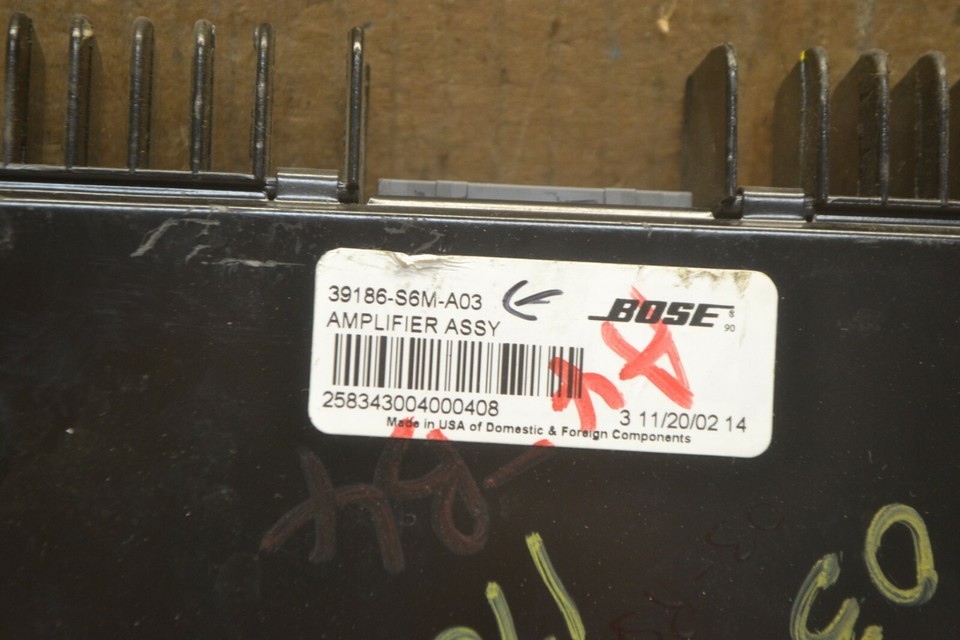 39186-S6M-A03
BOSE
®
90
AMPLIFIER ASSY
258343004000408
3 11/20/02 14
Made in USA of Domestic & Foreign Components